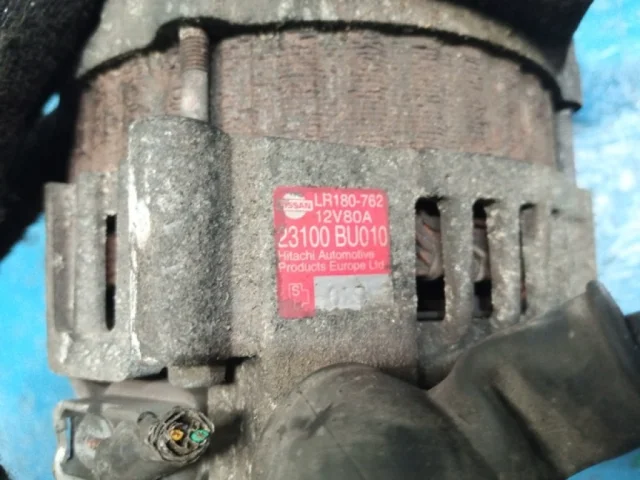 NISSAN
LR180-762
12V80A
23100 BU010
Hitachi Automotive
Products Europe Ltd
S